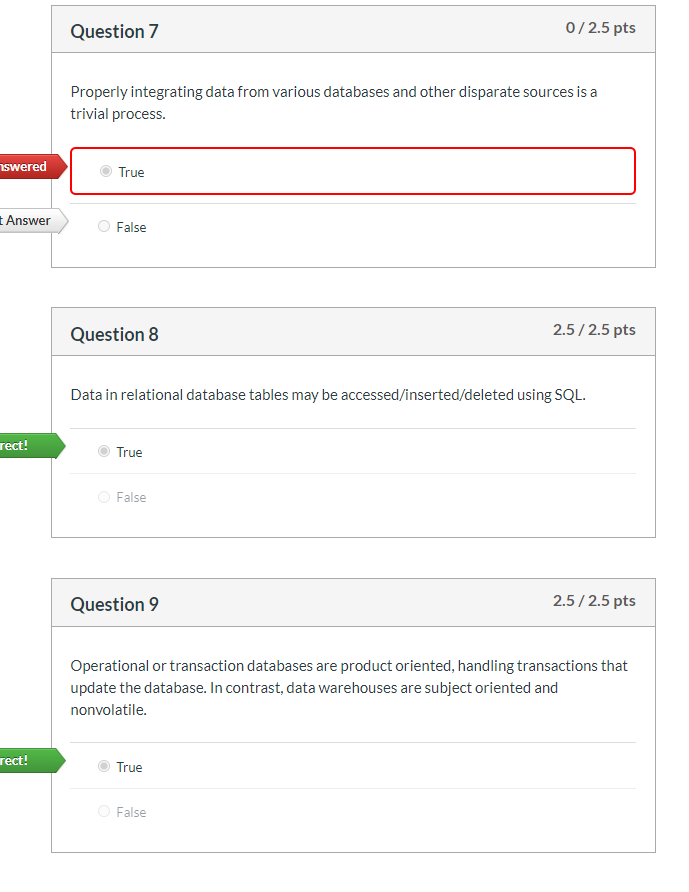 Question 7
0 / 2.5 pts
Properly integrating data from various databases and other disparate sources is a
trivial process.
nswered
True
t Answer
False
Question 8
2.5 / 2.5 pts
Data in relational database tables may be accessed/inserted/deleted using SQL.
rect!
True
False
Question 9
2.5 / 2.5 pts
Operational or transaction databases are product oriented, handling transactions that
update the database. In contrast, data warehouses are subject oriented and
nonvolatile.
rect!
True
False